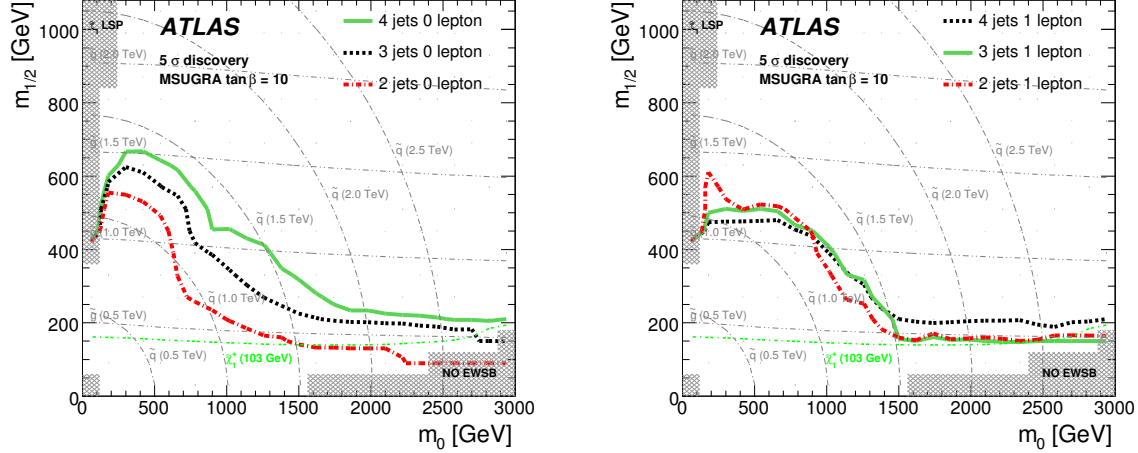 ATLAS
5 σ discovery
MSUGRA tan β = 10
4 jets 0 lepton
3 jets 0 lepton
2 jets 0 lepton
LSP
(2.0 TeV)
(1.5 TeV)
(1.0 TeV)
(0.5 TeV)
q̃ (2.5 TeV)
q̃ (2.0 TeV)
q̃ (1.5 TeV)
q̃ (1.0 TeV)
q̃ (0.5 TeV)
χ̃₁⁺ (103 GeV)
NO EWSB
m1/2 [GeV]
1000
800
600
400
200
0
0 500 1000 1500 2000 2500 3000
m0 [GeV]
ATLAS
5 σ discovery
MSUGRA tan β = 10
4 jets 1 lepton
3 jets 1 lepton
2 jets 1 lepton
LSP
(2.0 TeV)
(1.5 TeV)
(1.0 TeV)
(0.5 TeV)
q̃ (2.5 TeV)
q̃ (2.0 TeV)
q̃ (1.5 TeV)
q̃ (1.0 TeV)
q̃ (0.5 TeV)
χ̃₁⁺ (103 GeV)
NO EWSB
m1/2 [GeV]
1000
800
600
400
200
0
0 500 1000 1500 2000 2500 3000
m0 [GeV]